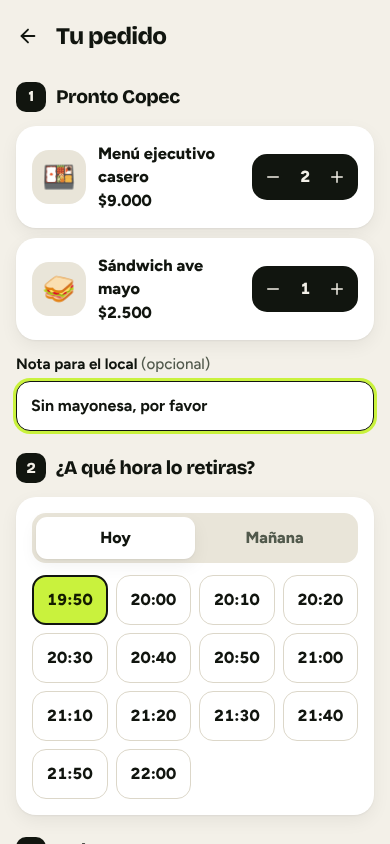 Tu pedido
1 Pronto Copec
Menú ejecutivo
casero
$9.000
2
Sándwich ave
mayo
$2.500
1
Nota para el local (opcional)
Sin mayonesa, por favor
2 ¿A qué hora lo retiras?
Hoy Mañana
19:50 20:00 20:10 20:20
20:30 20:40 20:50 21:00
21:10 21:20 21:30 21:40
21:50 22:00